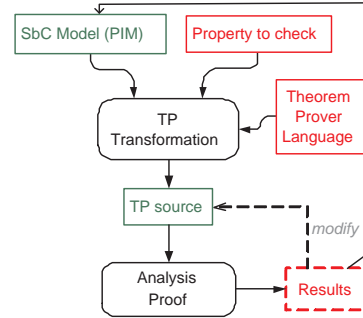 SbC Model (PIM)
Property to check
TP
Transformation
Theorem
Prover
Language
TP source
modify
Analysis
Proof
Results